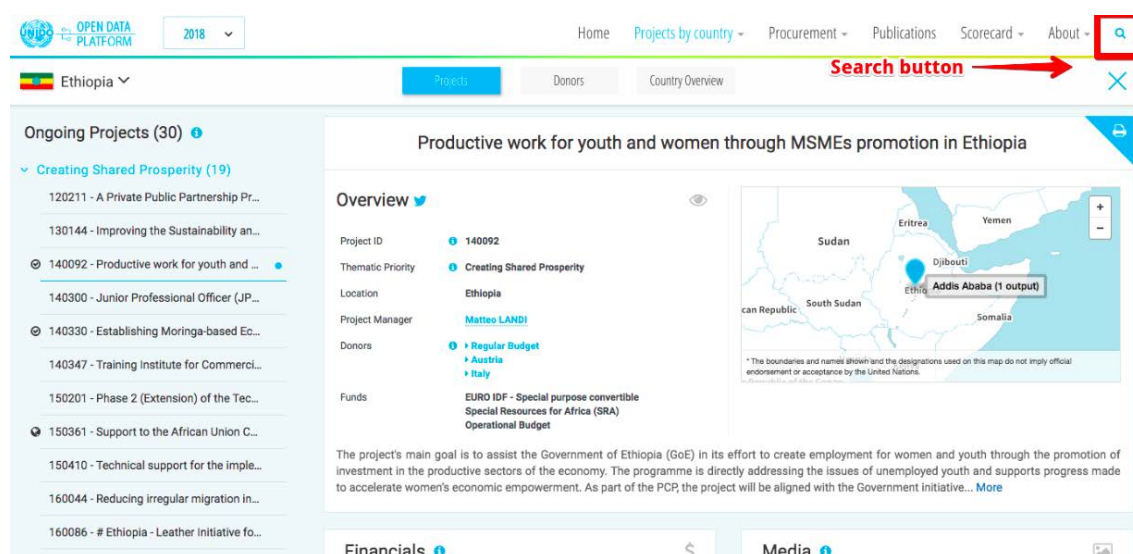 UNIDO
OPEN DATA
PLATFORM
2018
Home
Projects by country
Procurement
Publications
Scorecard
About
Search button
Ethiopia
Projects
Donors
Country Overview
Ongoing Projects (30)
Creating Shared Prosperity (19)
120211 - A Private Public Partnership Pr...
130144 - Improving the Sustainability an...
140092 - Productive work for youth and ...
140300 - Junior Professional Officer (JP...
140330 - Establishing Moringa-based Ec...
140347 - Training Institute for Commerci...
150201 - Phase 2 (Extension) of the Tec...
150361 - Support to the African Union C...
150410 - Technical support for the imple...
160044 - Reducing irregular migration in...
160086 - # Ethiopia - Leather Initiative fo...
Productive work for youth and women through MSMEs promotion in Ethiopia
Overview
Project ID
140092
Thematic Priority
Creating Shared Prosperity
Location
Ethiopia
Project Manager
Matteo LANDI
Donors
Regular Budget
Austria
Italy
Funds
EURO IDF - Special purpose convertible
Special Resources for Africa (SRA)
Operational Budget
+
-
Eritrea
Yemen
Sudan
Djibouti
Ethio
Addis Ababa (1 output)
South Sudan
can Republic
Somalia
* The boundaries and names shown and the designations used on this map do not imply official
endorsement or acceptance by the United Nations.
The project's main goal is to assist the Government of Ethiopia (GoE) in its effort to create employment for women and youth through the promotion of
investment in the productive sectors of the economy. The programme is directly addressing the issues of unemployed youth and supports progress made
to accelerate women's economic empowerment. As part of the PCP, the project will be aligned with the Government initiative... More
Financials
$
Media